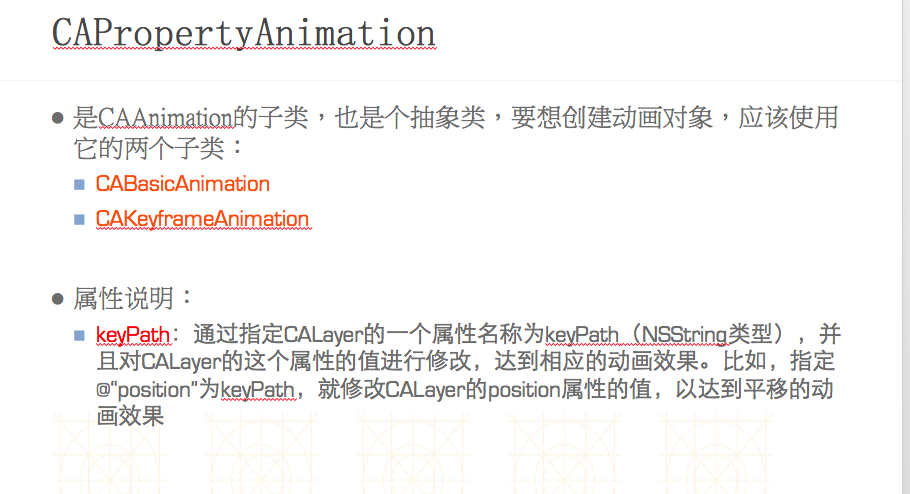 CAPropertyAnimation
是CAAnimation的子类，也是个抽象类，要想创建动画对象，应该使用
它的两个子类：
CABasicAnimation
CAKeyframeAnimation
属性说明：
keyPath：通过指定CALayer的一个属性名称为keyPath（NSString类型），并
且对CALayer的这个属性的值进行修改，达到相应的动画效果。比如，指定
@“position”为keyPath，就修改CALayer的position属性的值，以达到平移的动
画效果